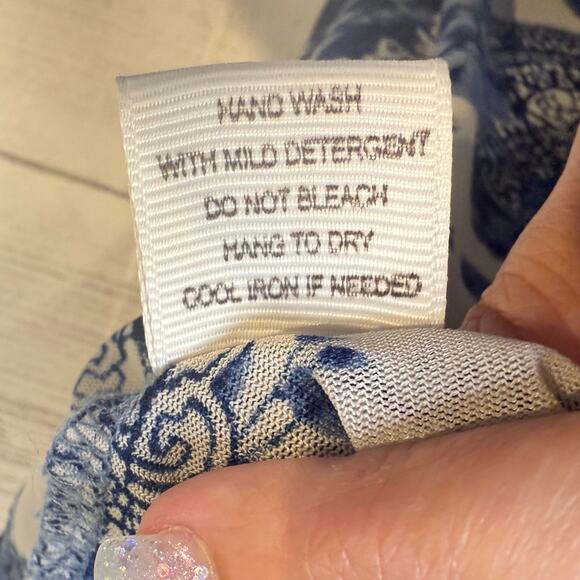 HAND WASH
WITH MILD DETERGENT
DO NOT BLEACH
HANG TO DRY
COOL IRON IF NEEDED